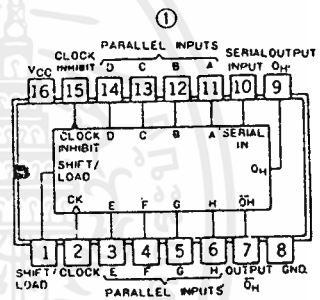 ①
PARALLEL INPUTS
CLOCK INHIBIT D C B A SERIAL INPUT OUTPUT QH
VCC
16 15 14 13 12 11 10 9
CLOCK INHIBIT D C B A SERIAL IN
SHIFT/ LOAD
QH
CK E F G H Q̅H
1 2 3 4 5 6 7 8
SHIFT/ LOAD CLOCK E F G H OUTPUT Q̅H GND.
PARALLEL INPUTS